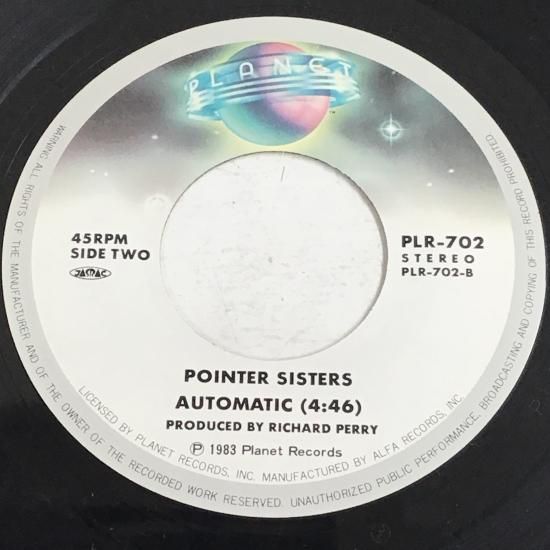 PLANET
TM
45RPM
SIDE TWO
JASRAC
PLR-702
STEREO
PLR-702-B
POINTER SISTERS
AUTOMATIC (4:46)
PRODUCED BY RICHARD PERRY
Ⓟ 1983 Planet Records
LICENSED BY PLANET RECORDS, INC. MANUFACTURED BY ALFA RECORDS, INC.
WARNING. ALL RIGHTS OF THE MANUFACTURER AND OF THE OWNER OF THE RECORDED WORK RESERVED. UNAUTHORIZED PUBLIC PERFORMANCE, BROADCASTING AND COPYING OF THIS RECORD PROHIBITED.